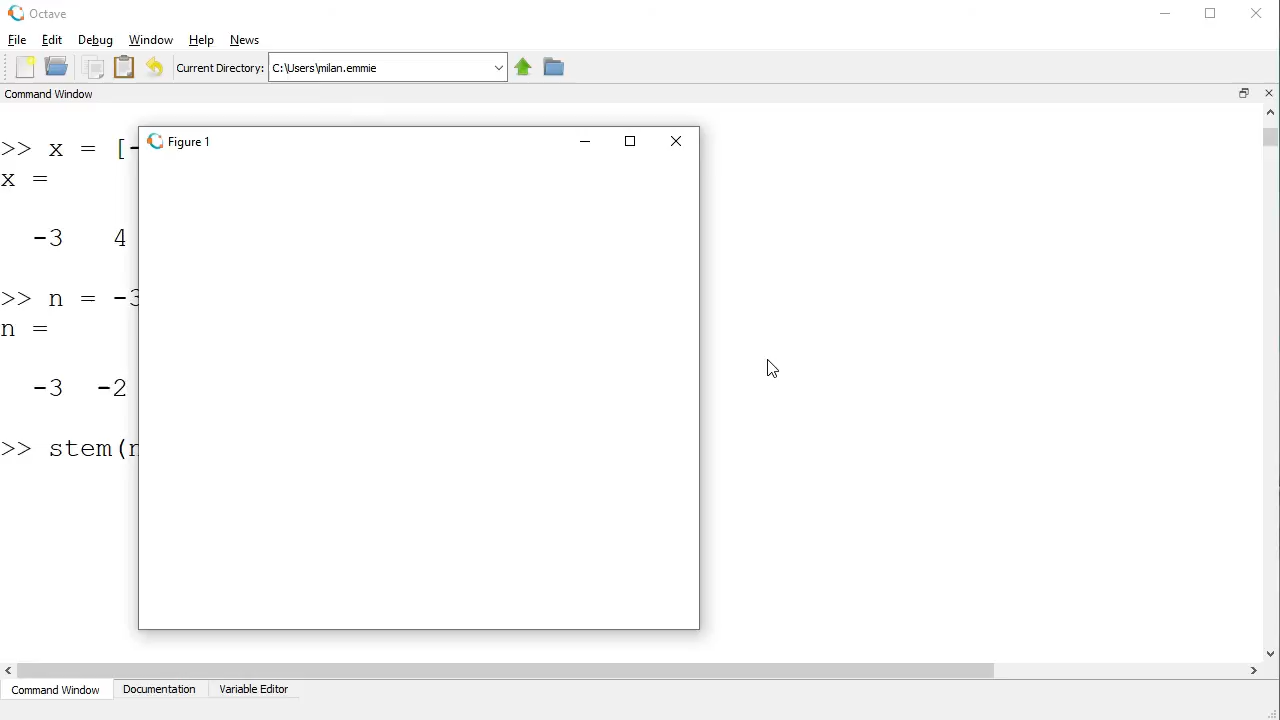 Octave
File Edit Debug Window Help News
Current Directory: C:\Users\milan.emmie
Command Window
>> x = [-
x =
-3 4
>> n = -3
n =
-3 -2
>> stem(n
Figure 1
Command Window Documentation Variable Editor